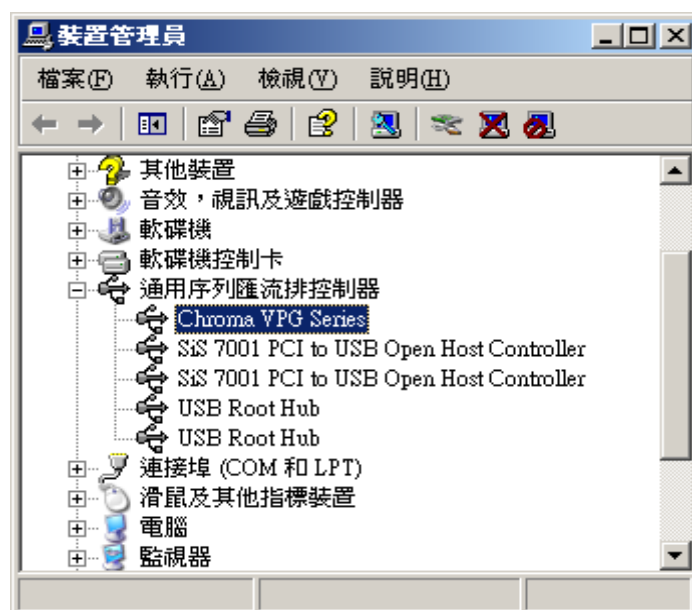 裝置管理員
檔案(F) 執行(A) 檢視(V) 說明(H)
其他裝置
音效，視訊及遊戲控制器
軟碟機
軟碟機控制卡
通用序列匯流排控制器
Chroma VPG Series
SiS 7001 PCI to USB Open Host Controller
SiS 7001 PCI to USB Open Host Controller
USB Root Hub
USB Root Hub
連接埠 (COM 和 LPT)
滑鼠及其他指標裝置
電腦
監視器